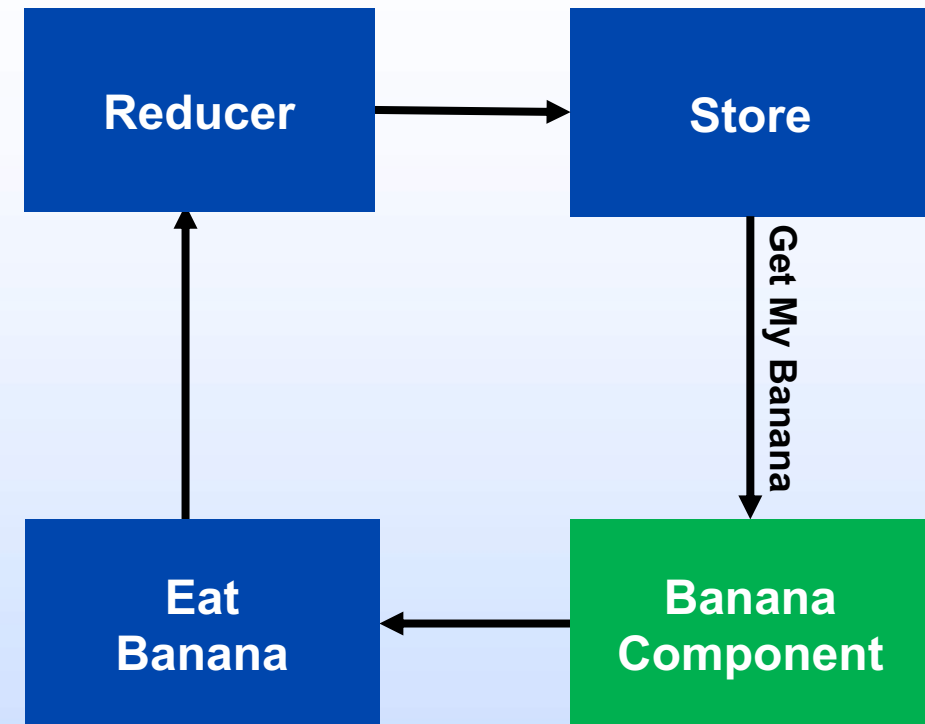 Reducer
Store
Get My Banana
Eat
Banana
Banana
Component